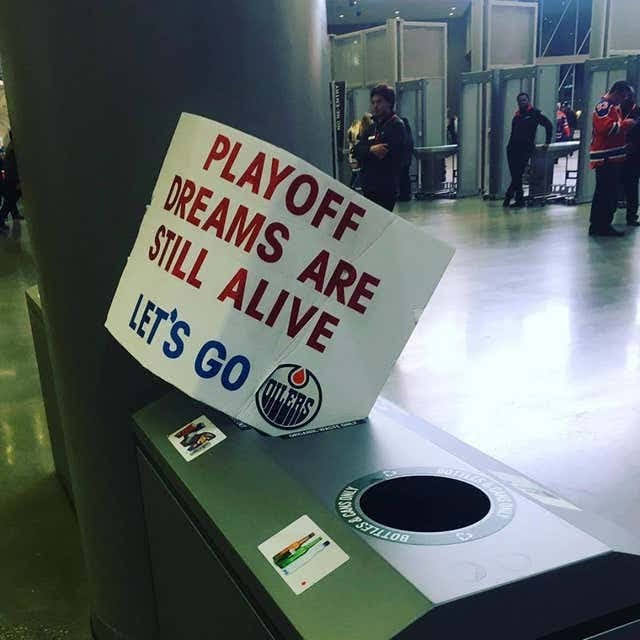 PLAYOFF
DREAMS ARE
STILL ALIVE
LET'S GO
OILERS
BOTTLES & CANS ONLY